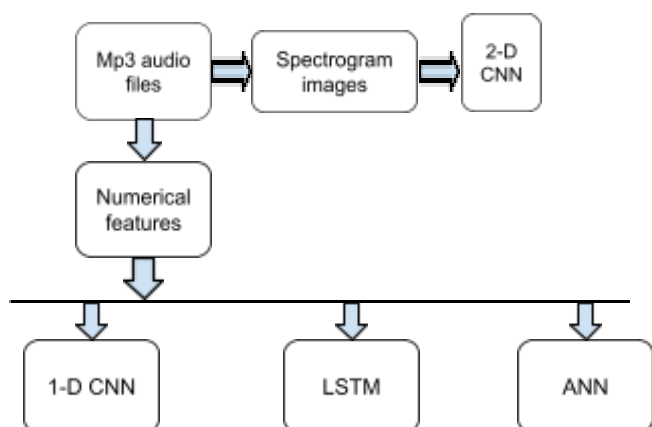 Mp3 audio
files
Spectrogram
images
2-D
CNN
Numerical
features
1-D CNN
LSTM
ANN